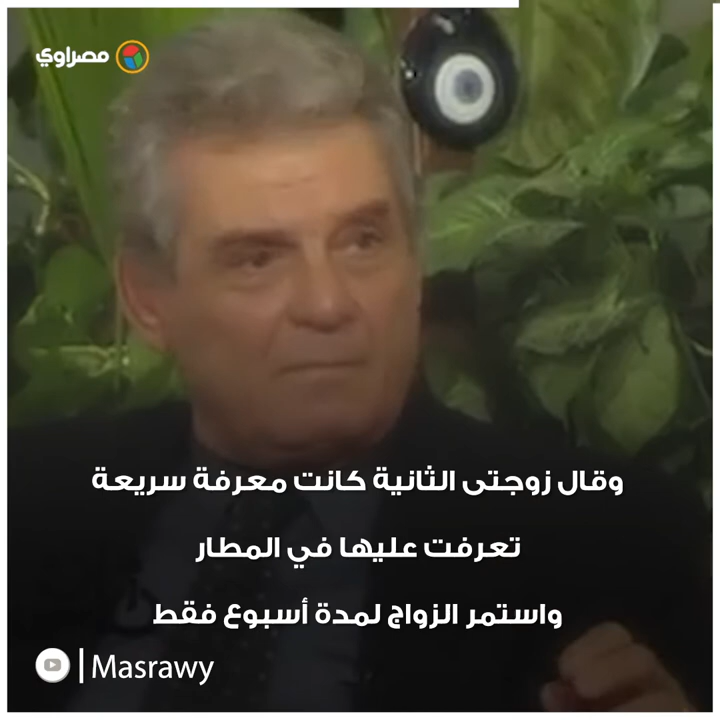 مصراوي
وقال زوجتى الثانية كانت معرفة سريعة
تعرفت عليها في المطار
واستمر الزواج لمدة أسبوع فقط
Masrawy